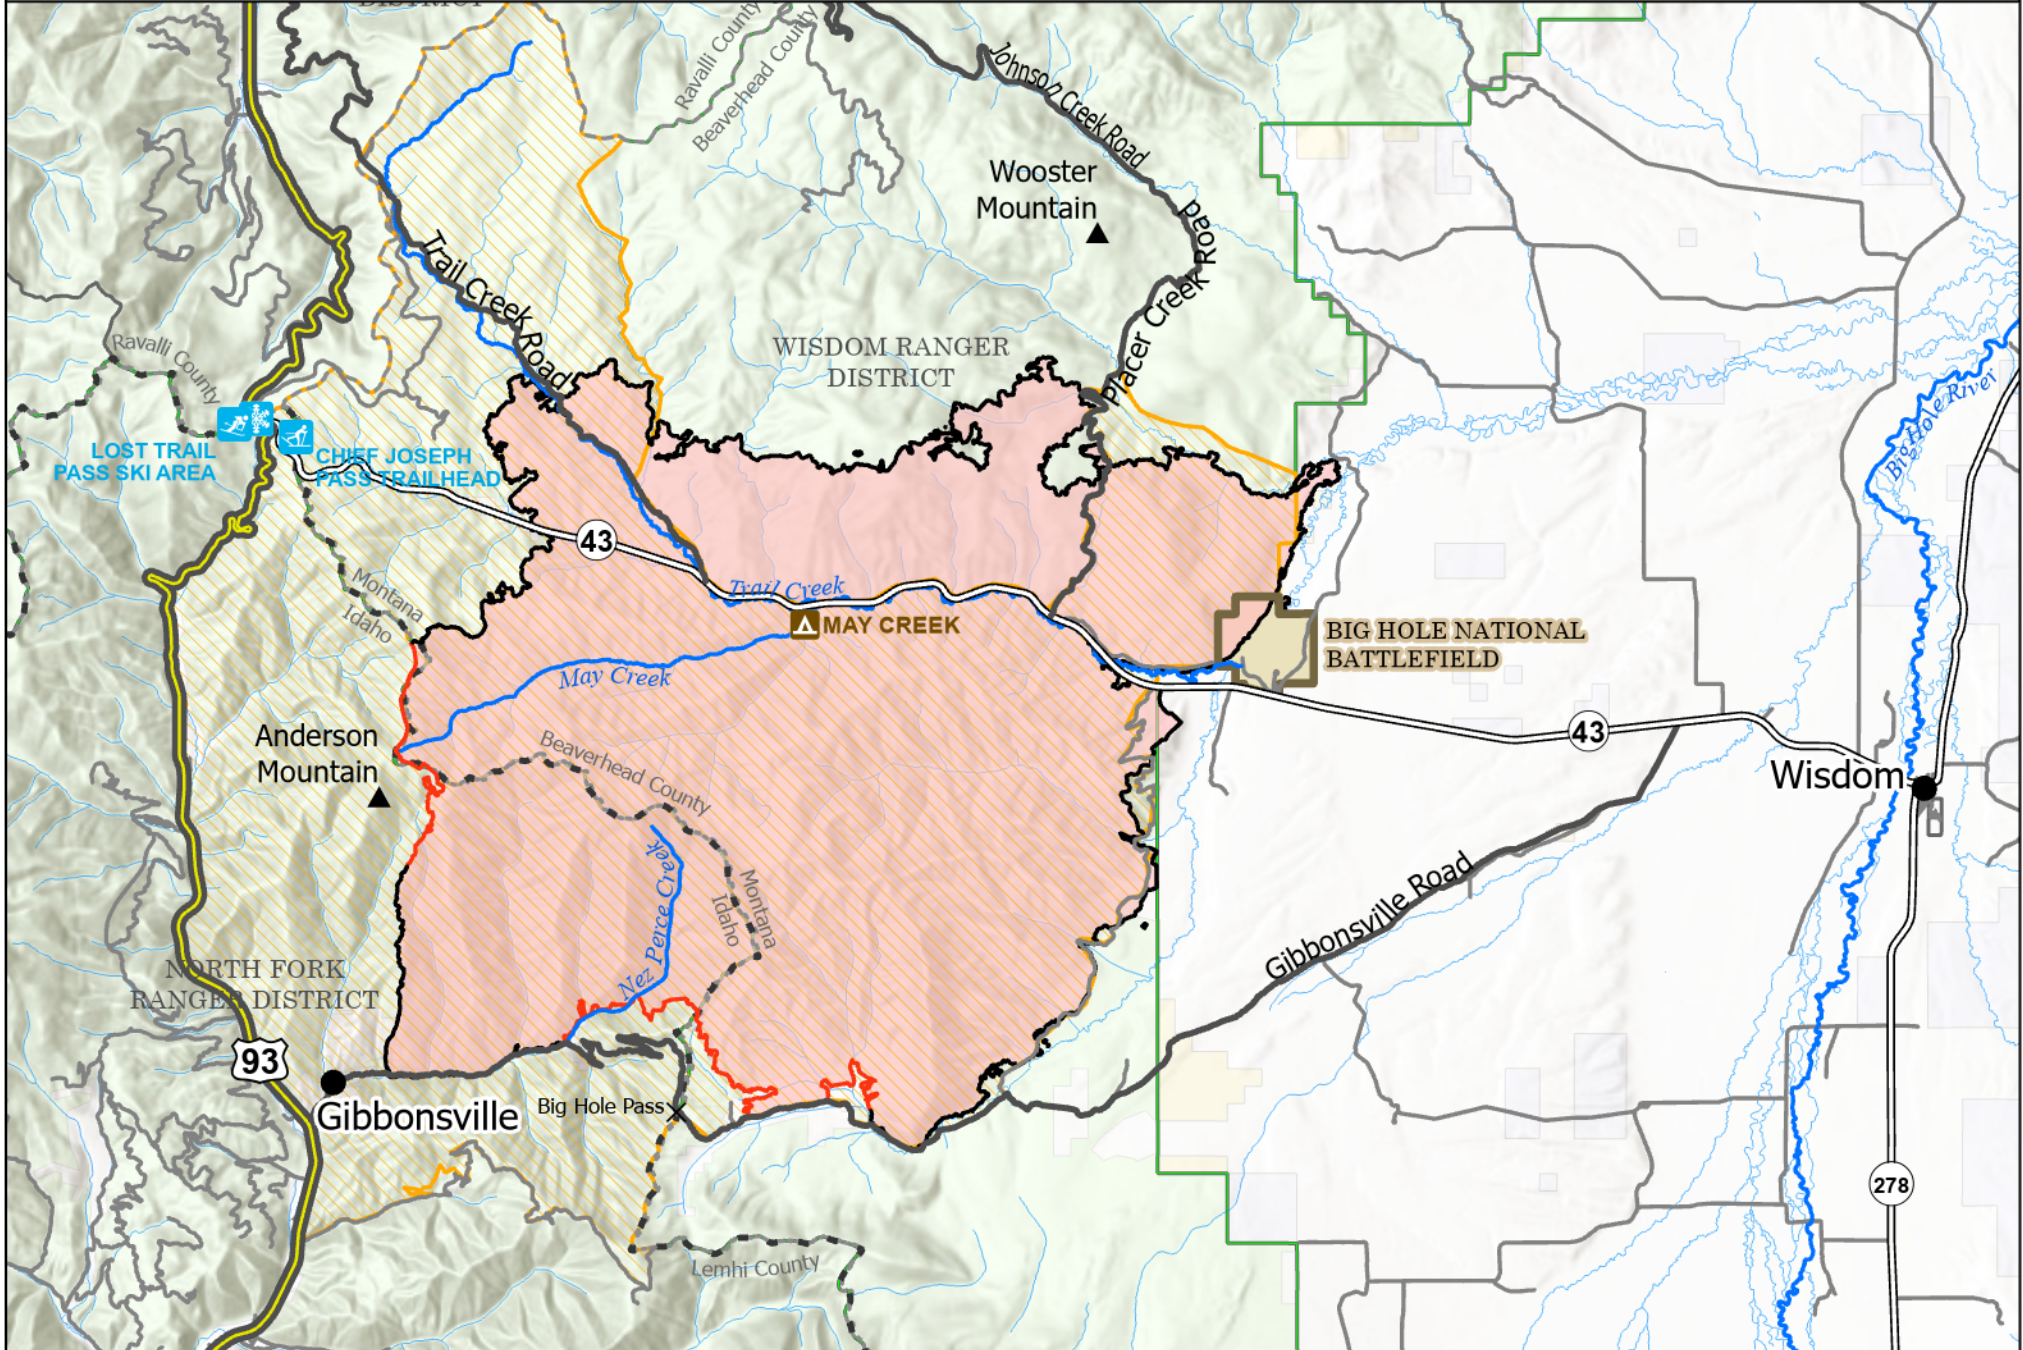 DISTRICT
Ravalli County
Beaverhead County
Johnson Creek Road
Wooster
Mountain
Placer Creek Road
Trail Creek Road
WISDOM RANGER
DISTRICT
Ravalli County
LOST TRAIL
PASS SKI AREA
CHIEF JOSEPH
PASS TRAILHEAD
Big Hole River
43
Montana
Idaho
Trail Creek
MAY CREEK
BIG HOLE NATIONAL
BATTLEFIELD
May Creek
Anderson
Mountain
Beaverhead County
43
Wisdom
Nez Perce Creek
Montana
Idaho
Gibbonsville Road
NORTH FORK
RANGER DISTRICT
93
Gibbonsville
Big Hole Pass
278
Lemhi County